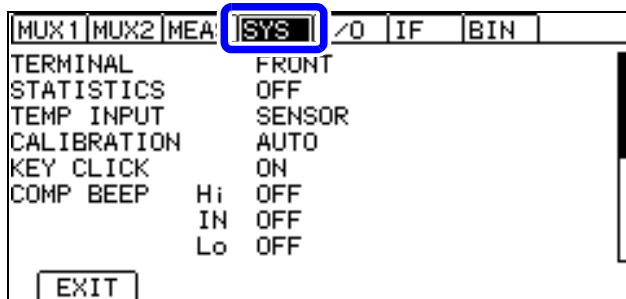 MUX1 MUX2 MEA SYS /O IF BIN
TERMINAL FRONT
STATISTICS OFF
TEMP INPUT SENSOR
CALIBRATION AUTO
KEY CLICK ON
COMP BEEP Hi OFF
IN OFF
Lo OFF
EXIT